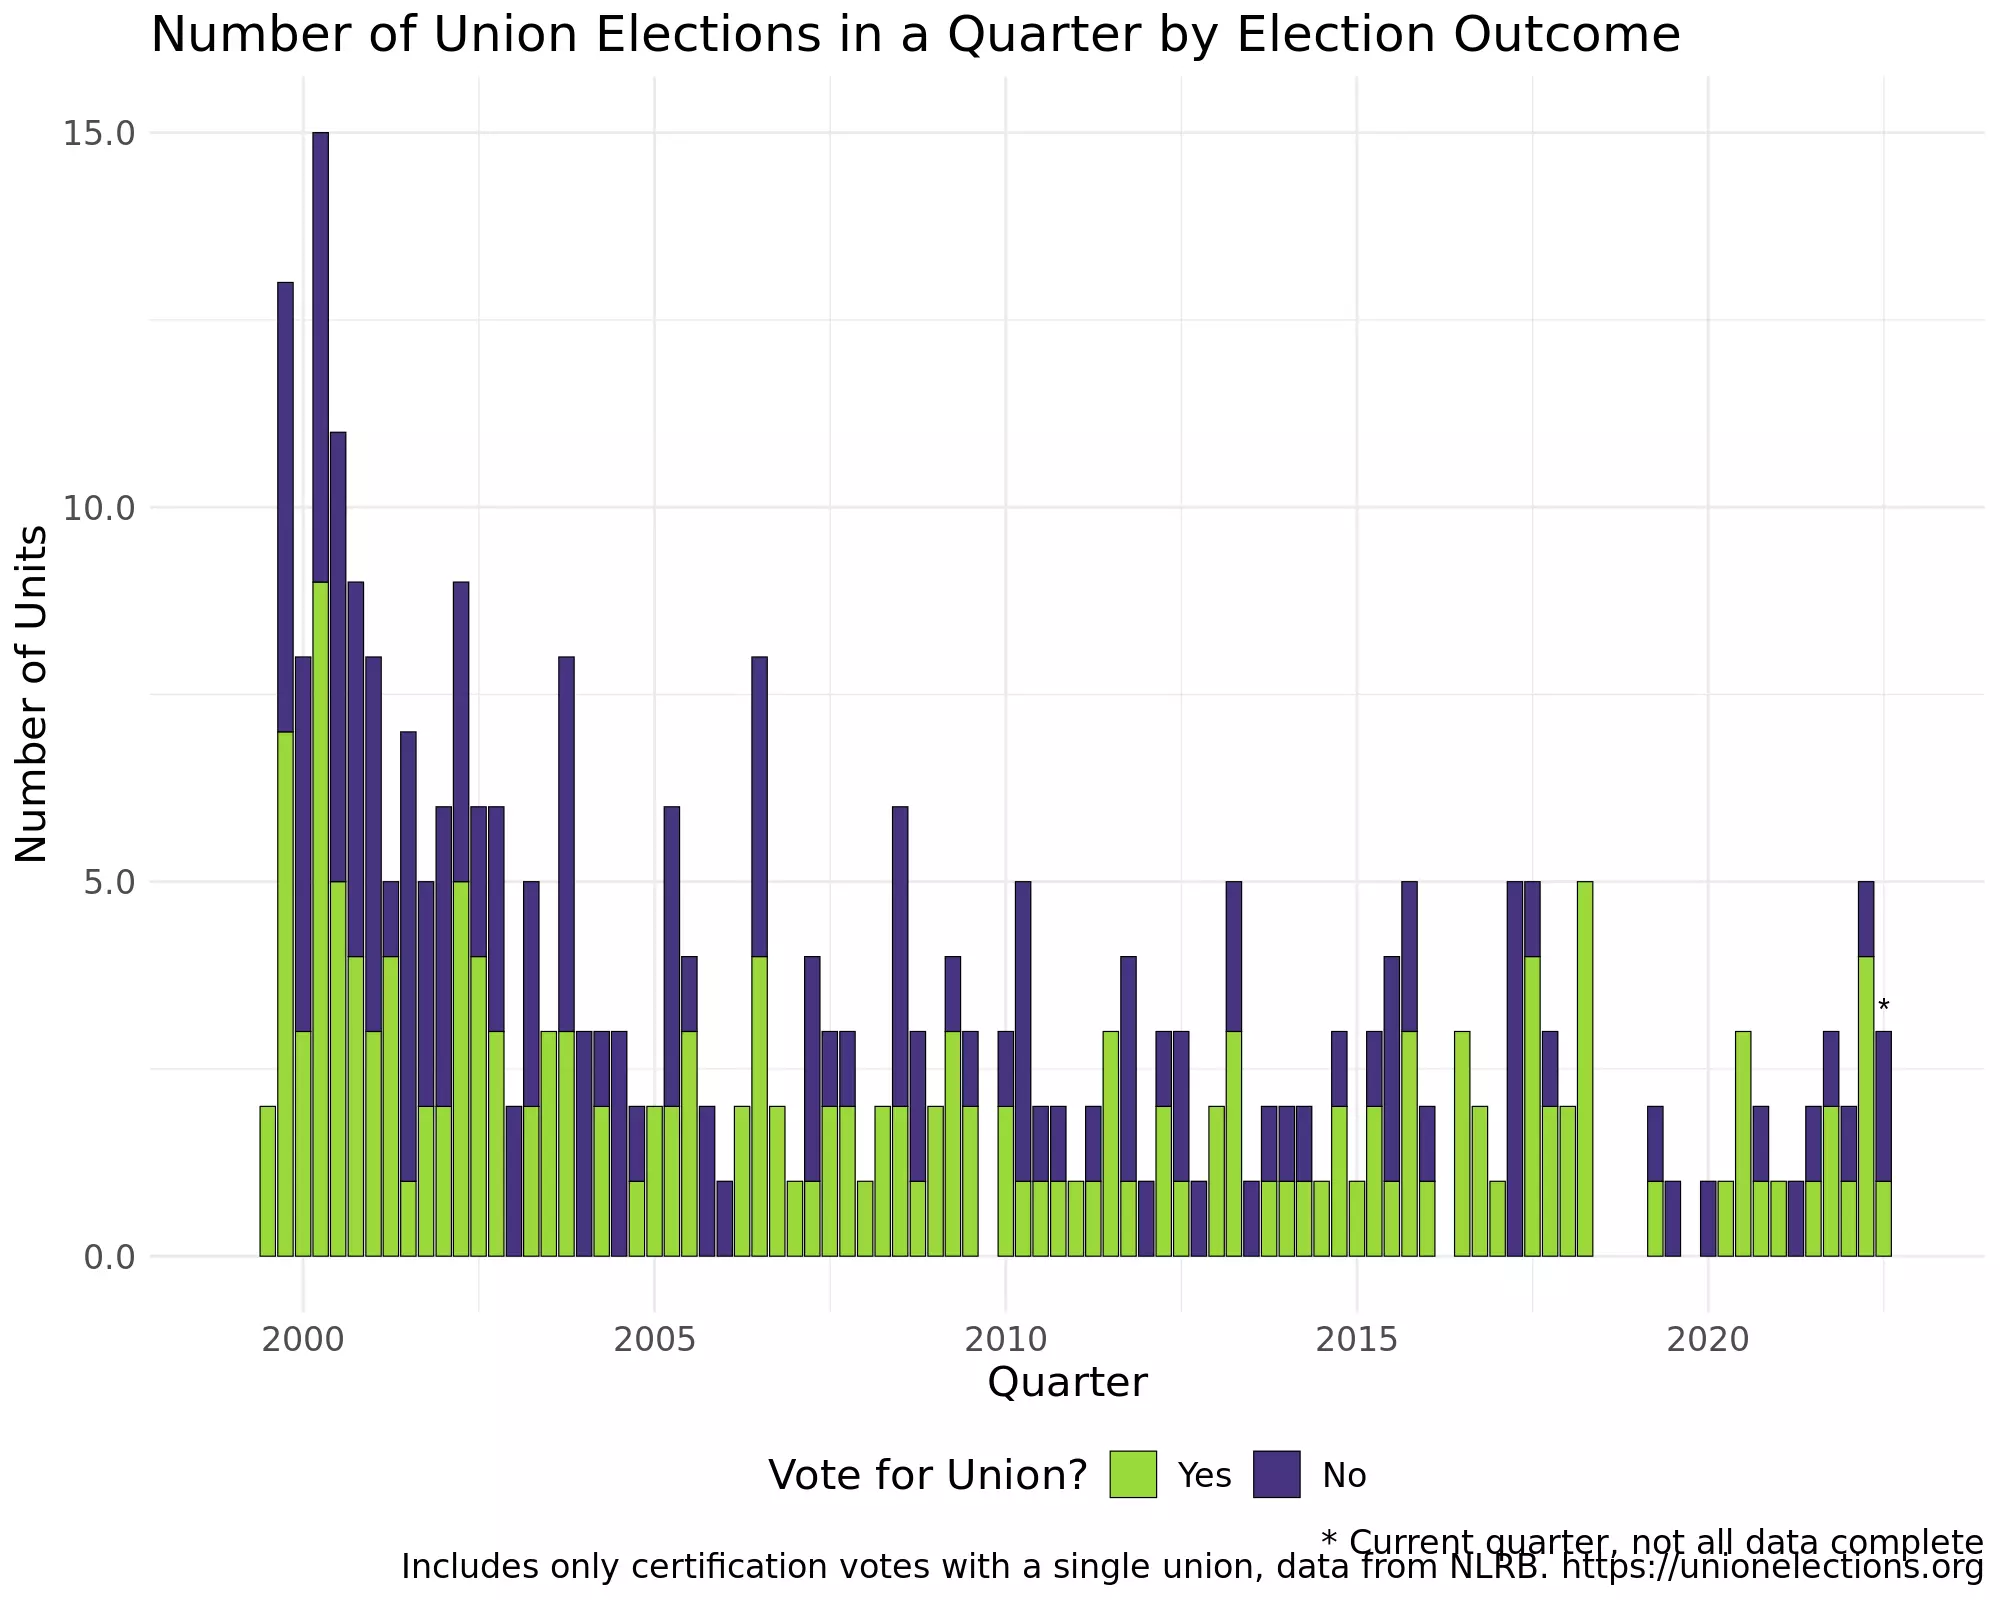 Number of Union Elections in a Quarter by Election Outcome
15.0
10.0
5.0
0.0
Number of Units
*
2000 2005 2010 2015 2020
Quarter
Vote for Union? Yes No
* Current quarter, not all data complete
Includes only certification votes with a single union, data from NLRB. https://unionelections.org